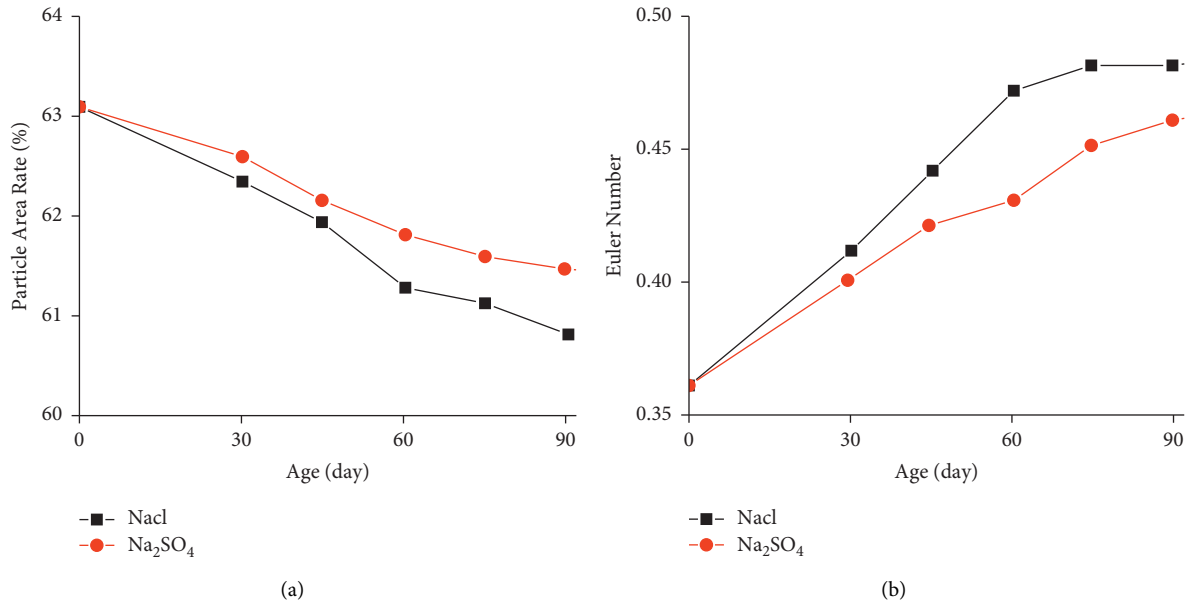 64
63
62
61
60
Particle Area Rate (%)
0
30
60
90
Age (day)
Nacl
Na₂SO₄
(a)
0.50
0.45
0.40
0.35
Euler Number
0
30
60
90
Age (day)
Nacl
Na₂SO₄
(b)